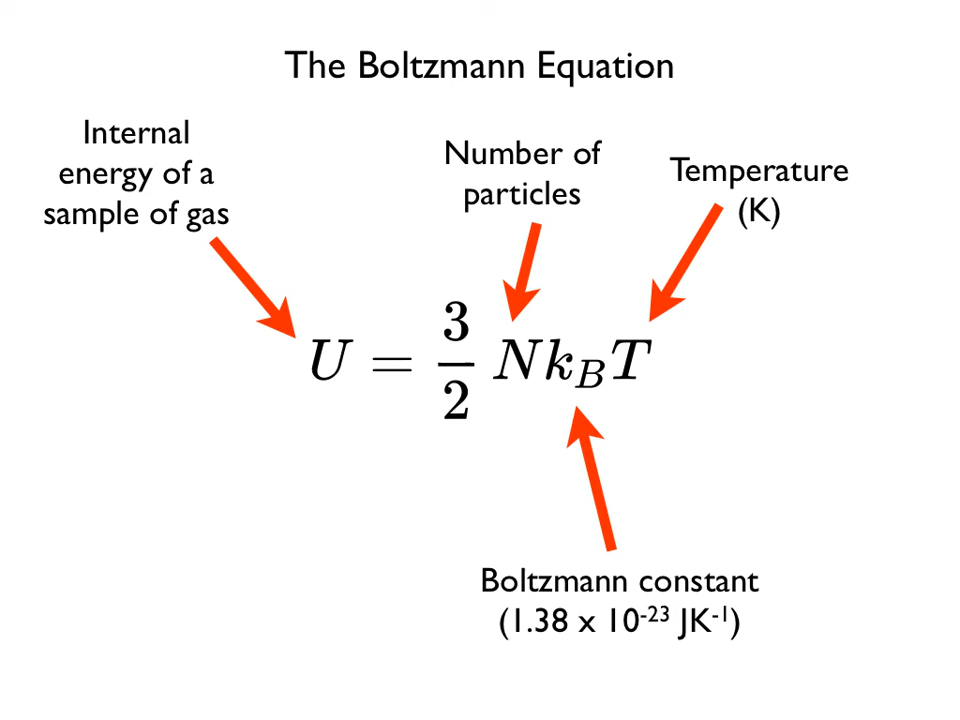 The Boltzmann Equation
Internal
energy of a
sample of gas
Number of
particles
Temperature
(K)
U = 3/2 Nk_BT
Boltzmann constant
(1.38 x 10⁻²³ JK⁻¹)